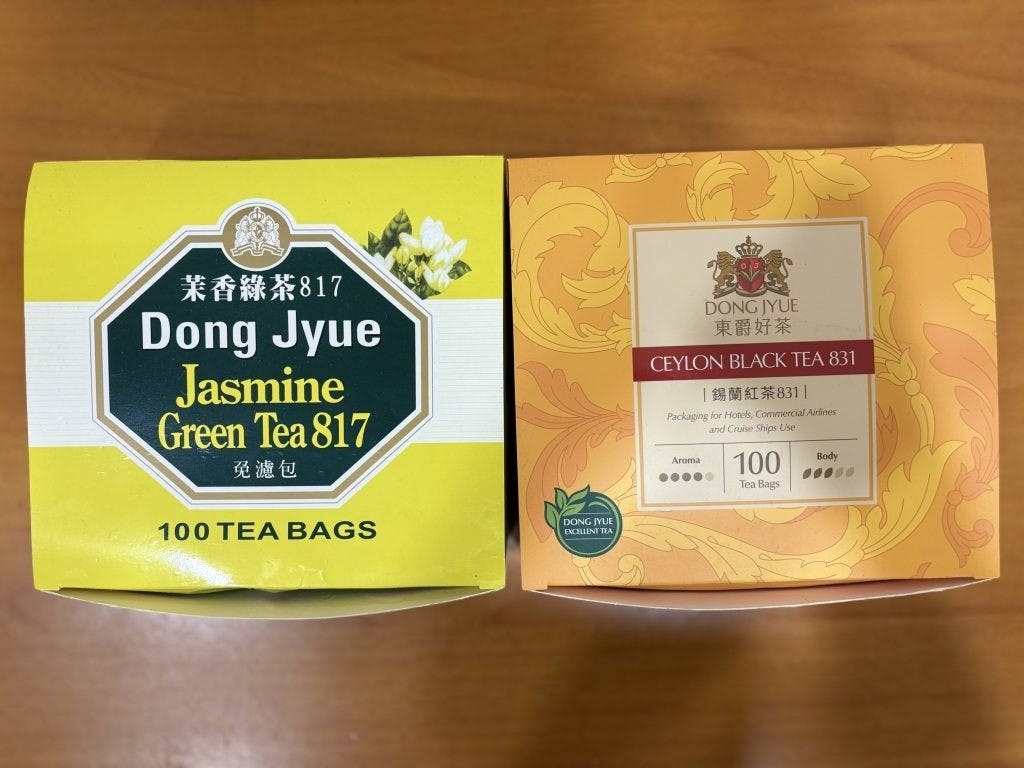 茉香綠茶817
Dong Jyue
Jasmine
Green Tea 817
免濾包
100 TEA BAGS
DONG JYUE
東爵好茶
CEYLON BLACK TEA 831
|錫蘭紅茶831|
Packaging for Hotels, Commercial Airlines
and Cruise Ships Use
Aroma
100
Tea Bags
Body
DONG JYUE
EXCELLENT TEA